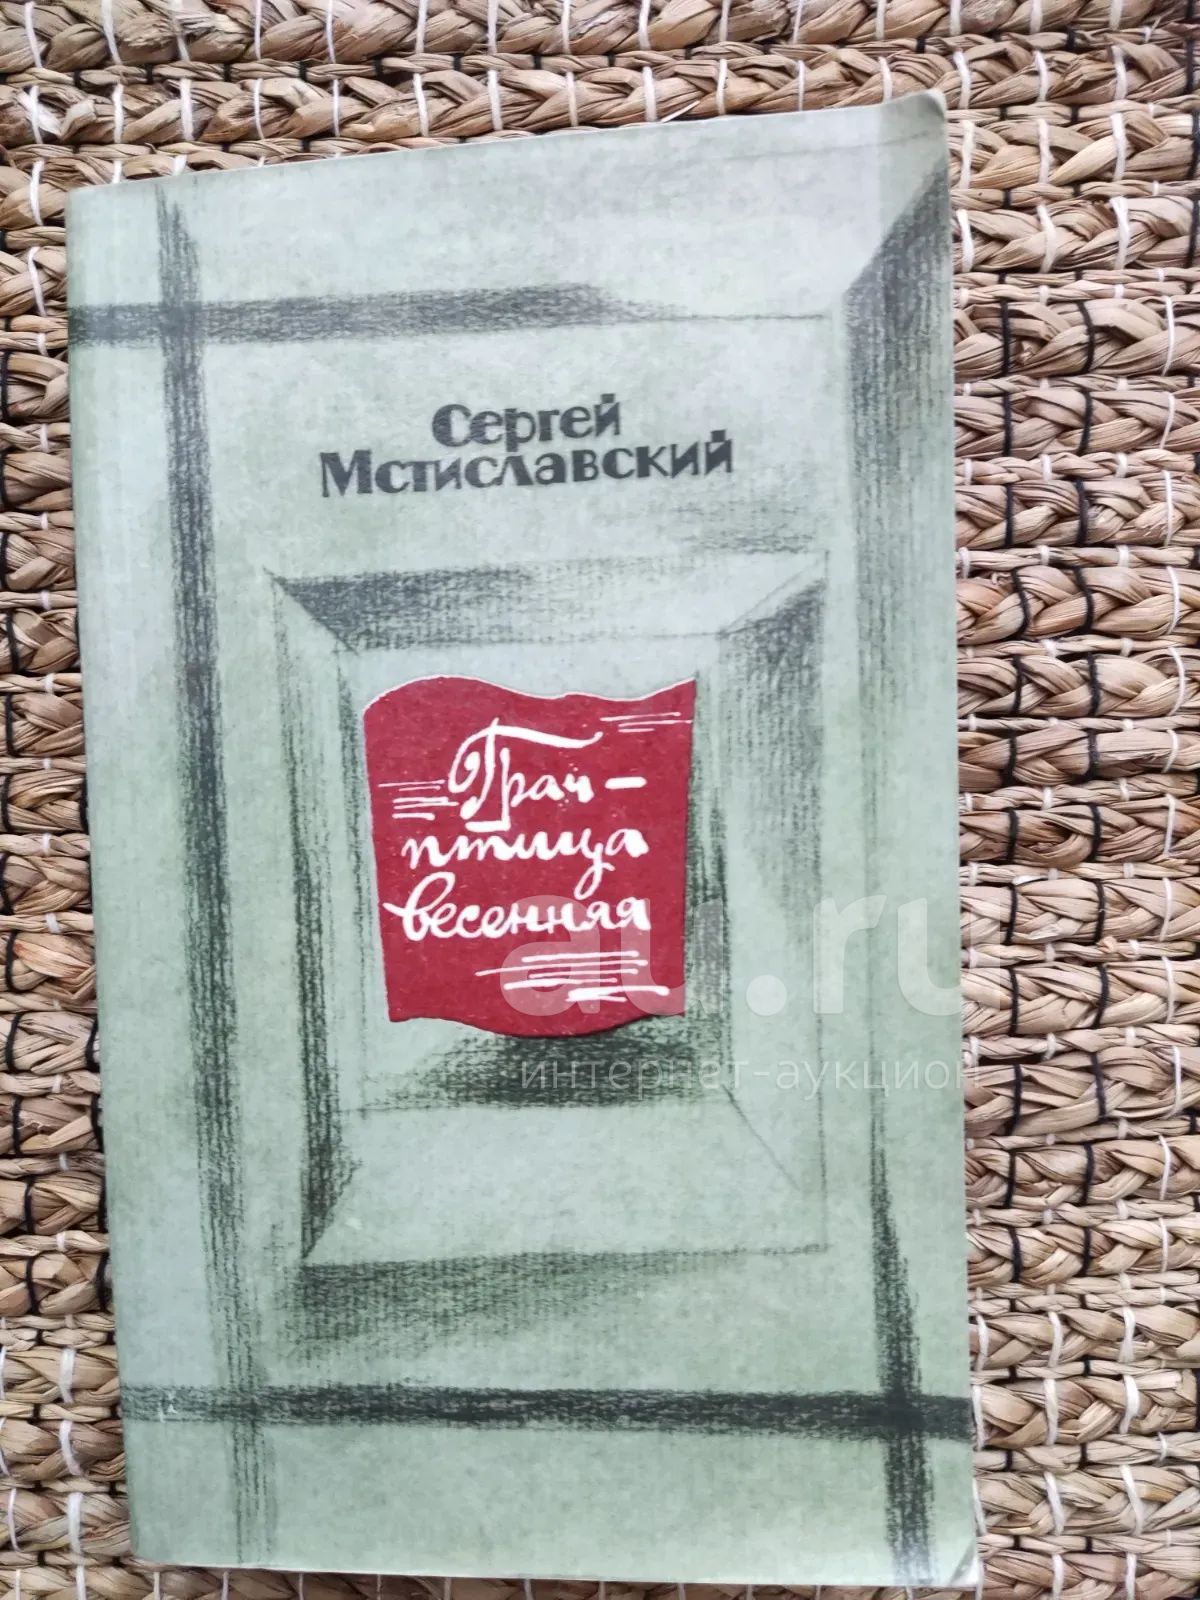 Сергей
Мстиславский
Грач-
птица
весенняя
au.ru
интернет-аукцион